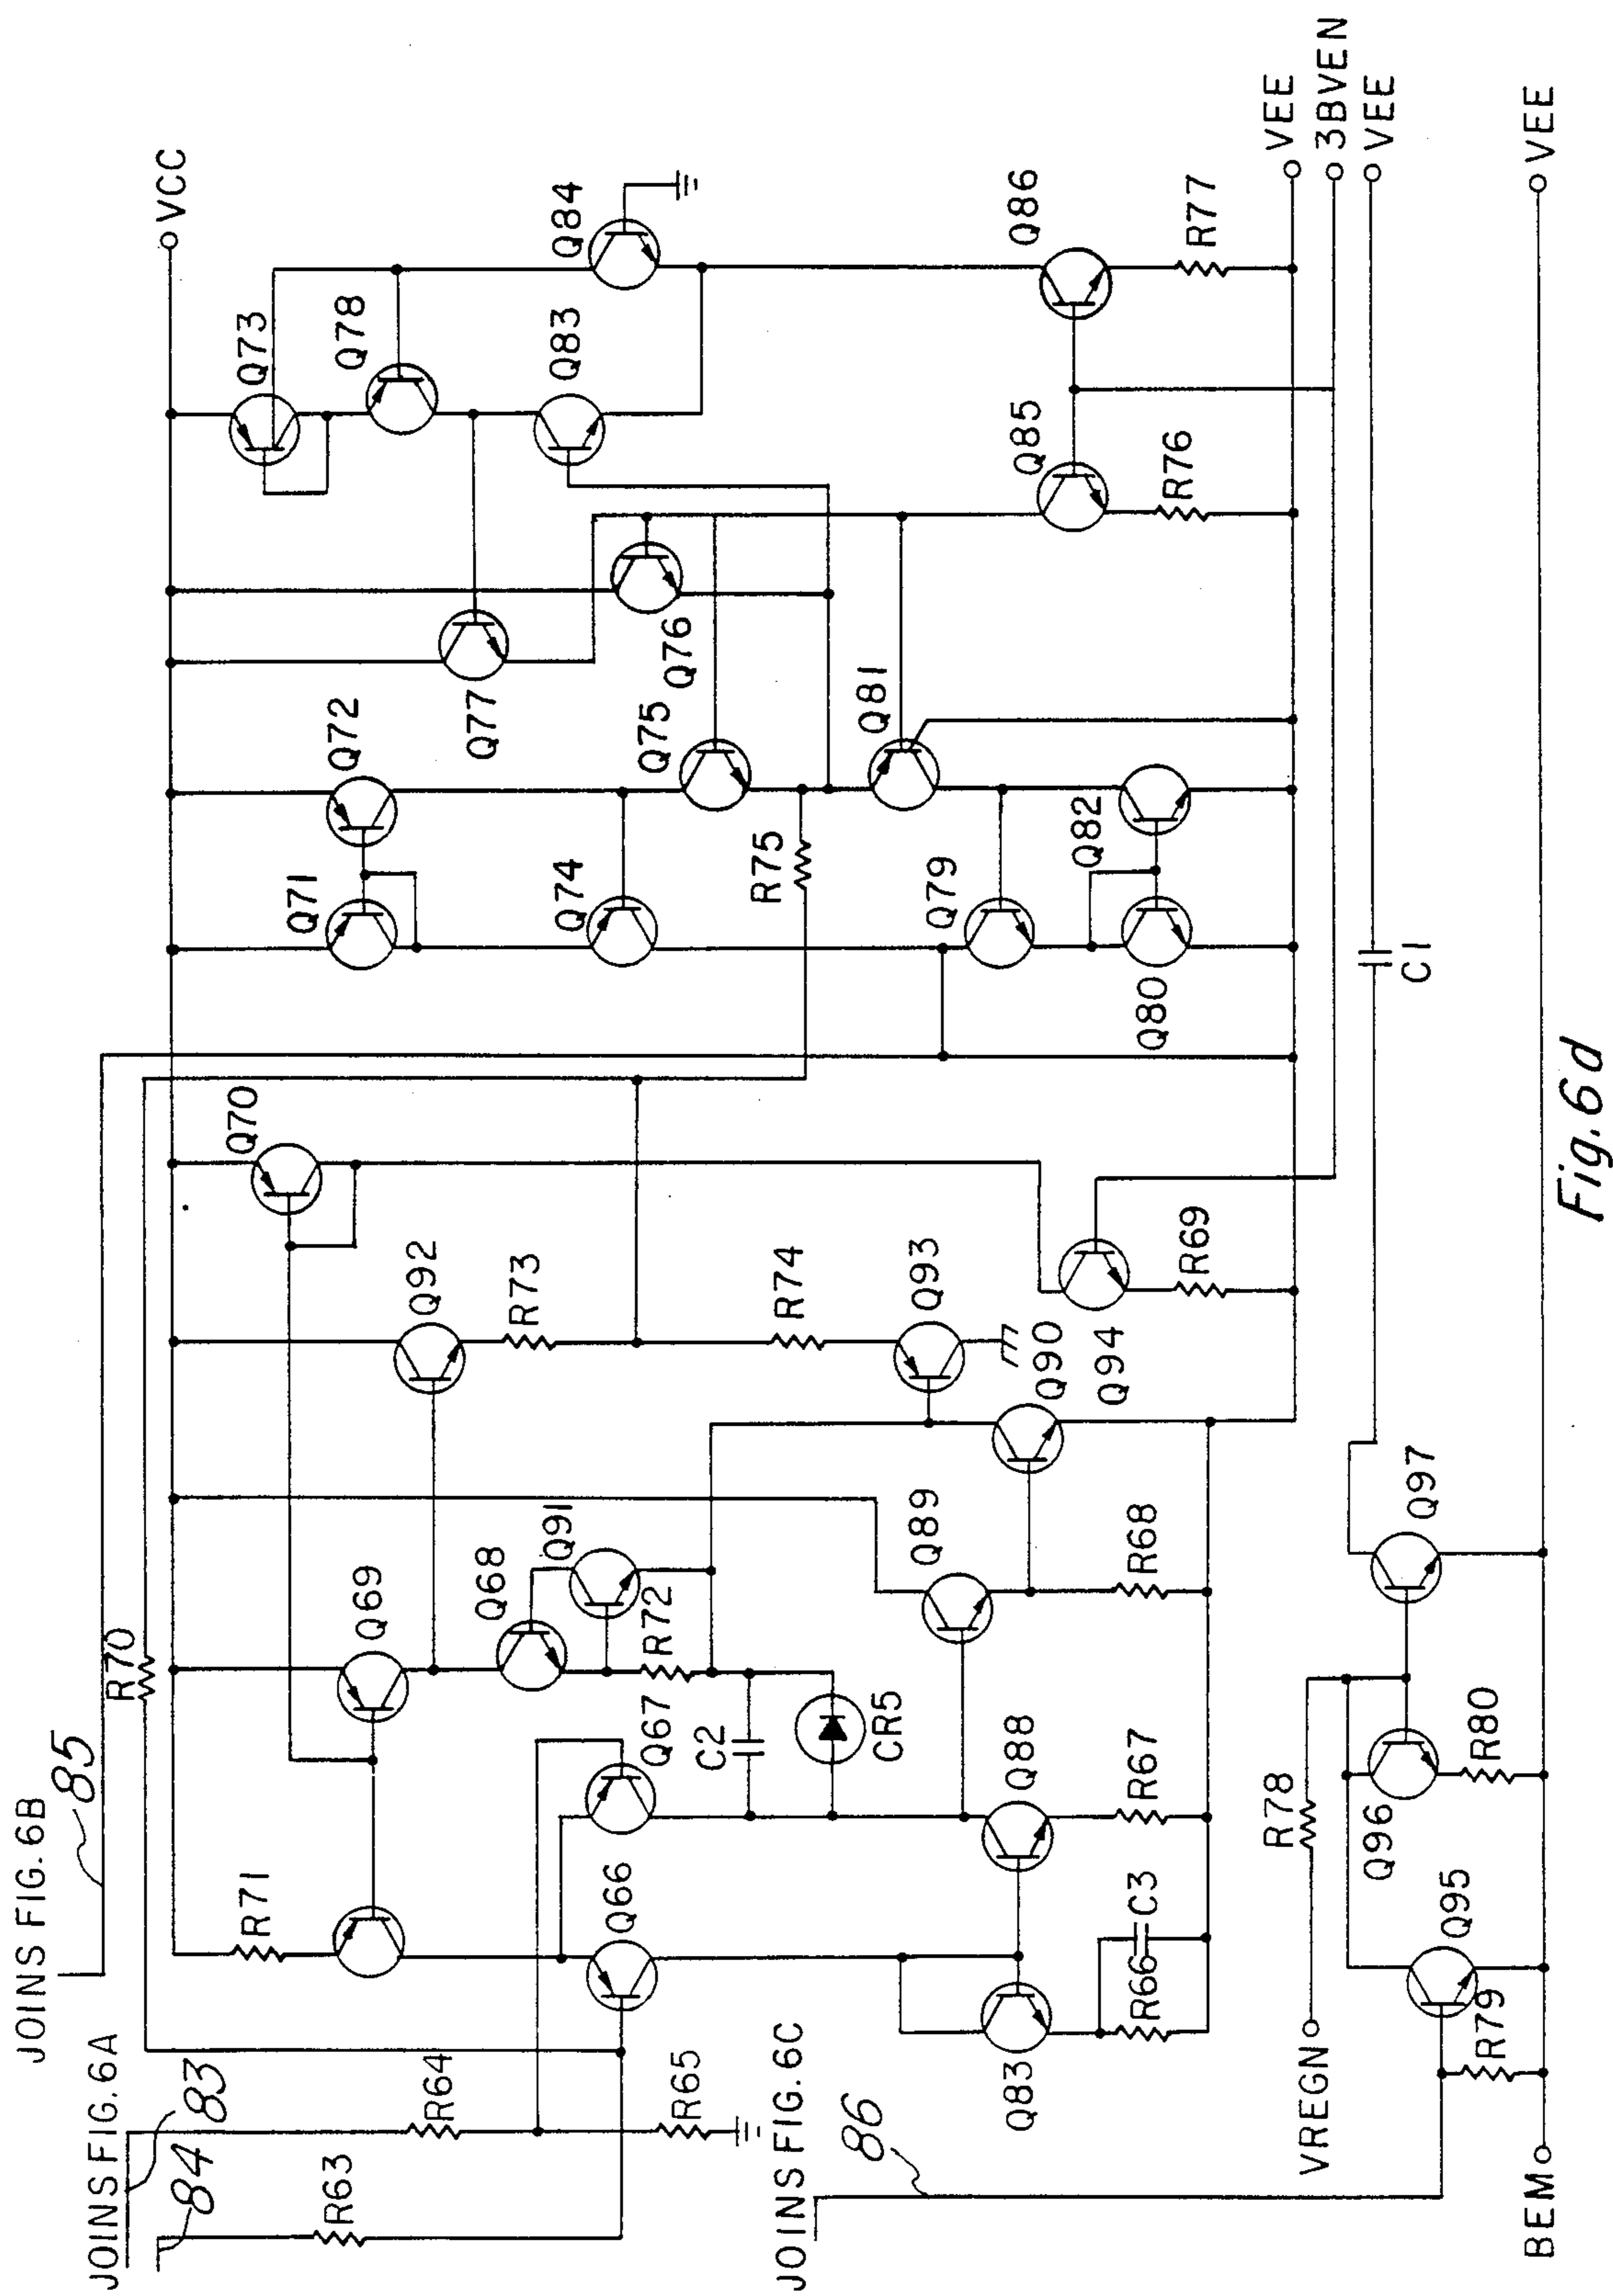 JOINS FIG. 6A
83
84
JOINS FIG. 6B
85
R70
VCC
R63
R64
R65
R71
Q66
Q67
Q69
Q68
Q91
R72
C2
CR5
Q92
R73
R74
Q93
Q70
Q71
Q72
Q73
Q74
Q75
Q76
Q77
Q78
Q83
Q84
R75
Q79
Q81
Q80
Q82
Q85
Q86
R76
R77
JOINS FIG. 6C
86
Q83
R66
C3
Q88
R67
Q89
R68
Q90
Q94
R69
VEE
3BVEN
VEE
C1
VREGN
R78
Q95
R79
Q96
R80
Q97
BEM
VEE
Fig. 6d